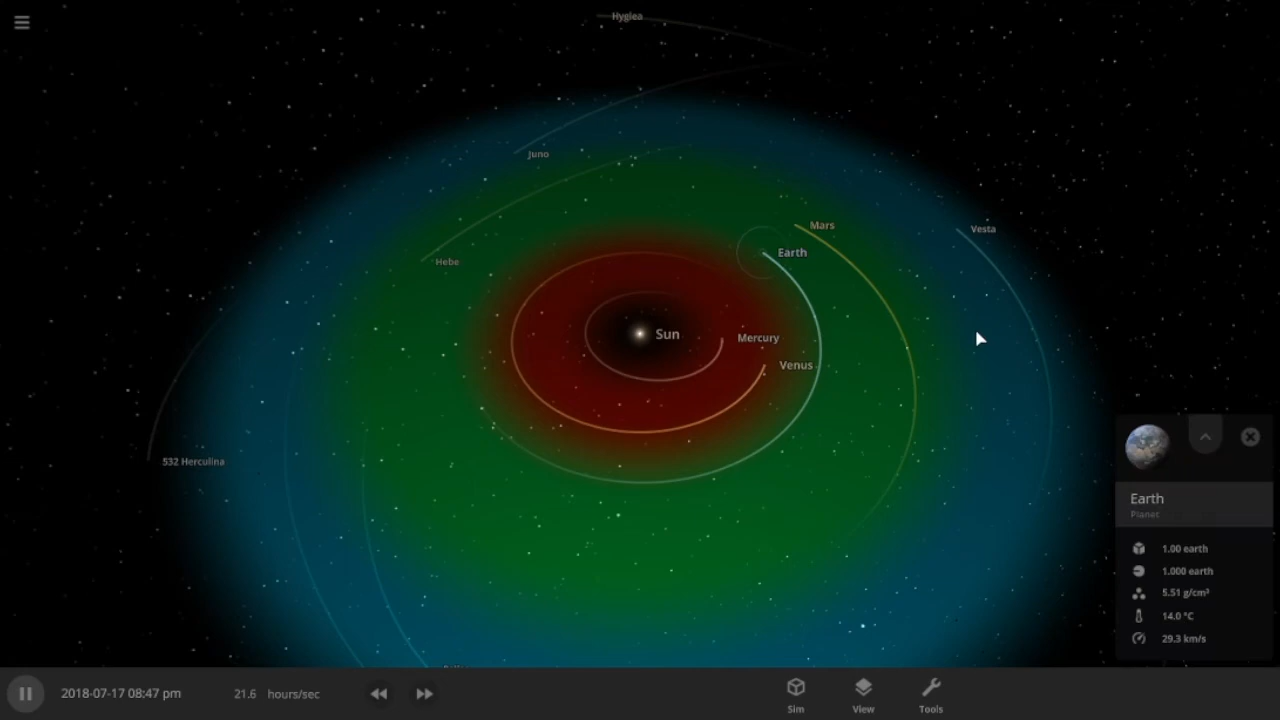 Hygiea
Juno
Mars
Vesta
Earth
Hebe
Sun
Mercury
Venus
532 Herculina
Earth
Planet
1.00 earth
1.000 earth
5.51 g/cm³
14.0 °C
29.3 km/s
2018-07-17 08:47 pm
21.6 hours/sec
Sim
View
Tools